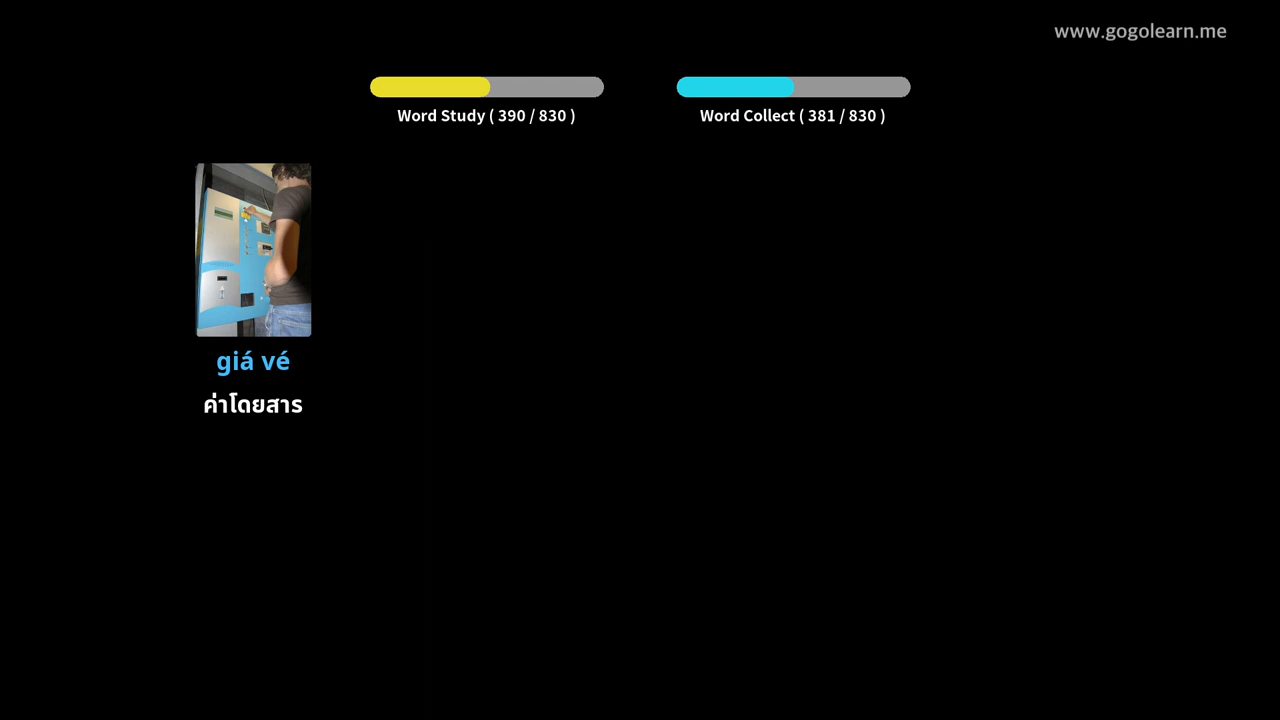 www.gogolearn.me
Word Study ( 390 / 830 )
Word Collect ( 381 / 830 )
giá vé
ค่าโดยสาร